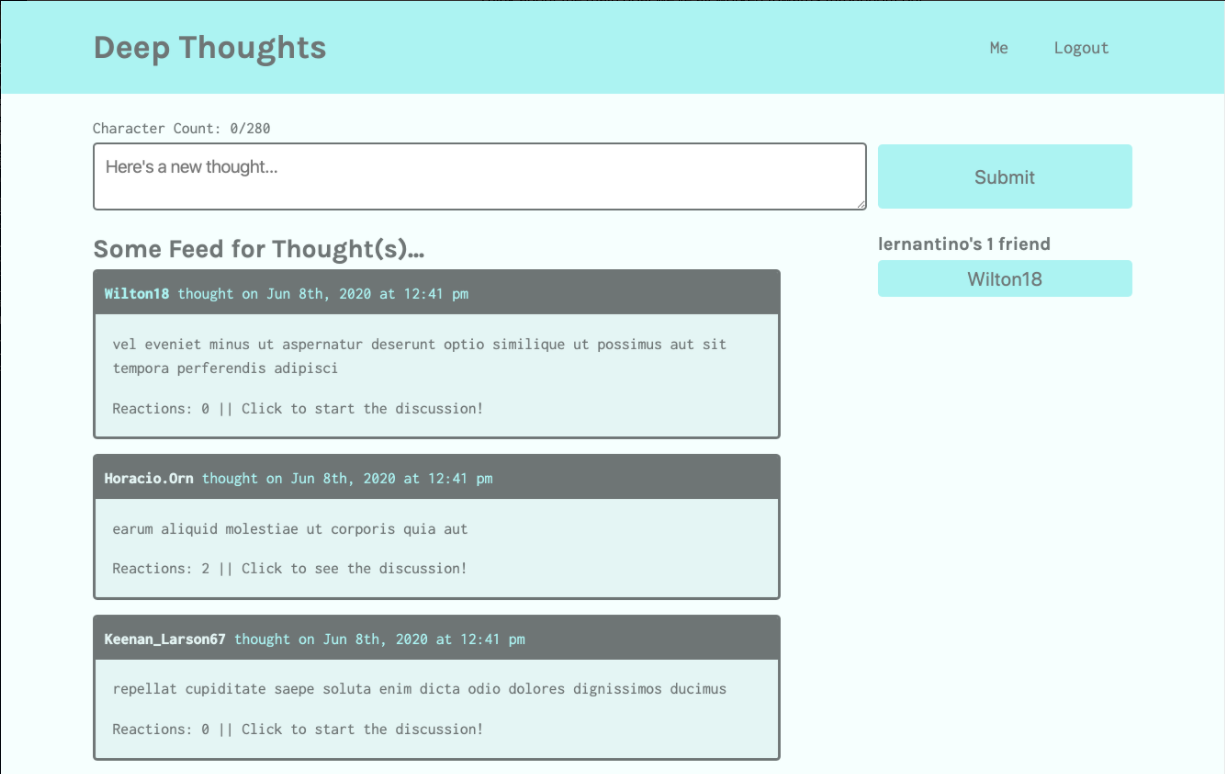 Deep Thoughts
Me Logout
Character Count: 0/280
Here's a new thought...
Submit
Some Feed for Thought(s)...
Wilton18 thought on Jun 8th, 2020 at 12:41 pm
vel eveniet minus ut aspernatur deserunt optio similique ut possimus aut sit
tempora perferendis adipisci
Reactions: 0 || Click to start the discussion!
Horacio.Orn thought on Jun 8th, 2020 at 12:41 pm
earum aliquid molestiae ut corporis quia aut
Reactions: 2 || Click to see the discussion!
Keenan_Larson67 thought on Jun 8th, 2020 at 12:41 pm
repellat cupiditate saepe soluta enim dicta odio dolores dignissimos ducimus
Reactions: 0 || Click to start the discussion!
lernantino's 1 friend
Wilton18